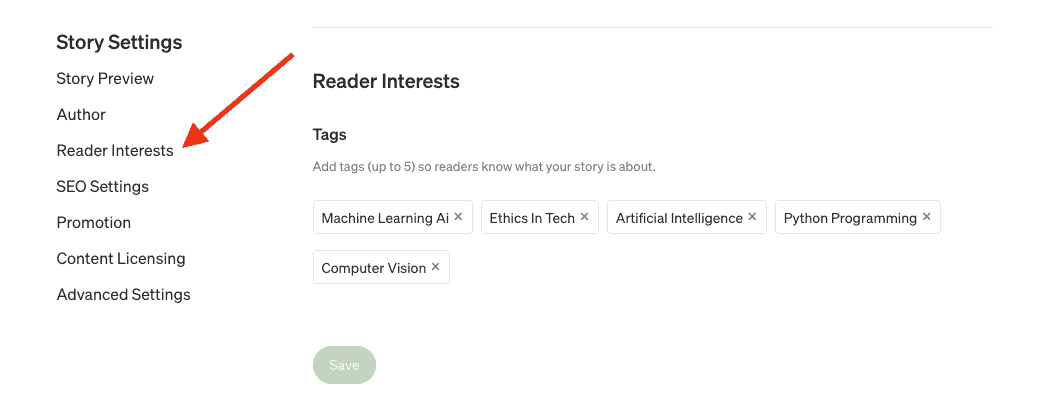 Story Settings
Story Preview
Author
Reader Interests
SEO Settings
Promotion
Content Licensing
Advanced Settings
Reader Interests
Tags
Add tags (up to 5) so readers know what your story is about.
Machine Learning Ai × Ethics In Tech × Artificial Intelligence × Python Programming ×
Computer Vision ×
Save